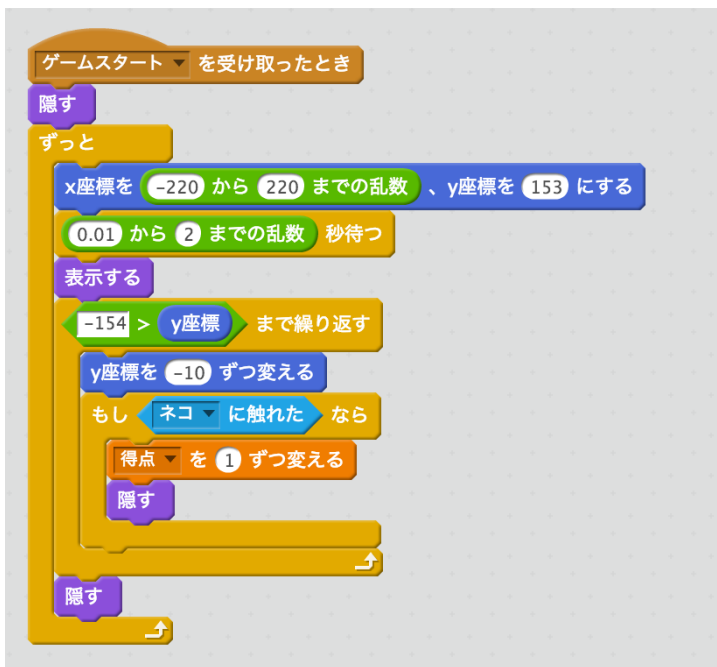 ゲームスタート を受け取ったとき
隠す
ずっと
x座標を -220 から 220 までの乱数 、y座標を 153 にする
0.01 から 2 までの乱数 秒待つ
表示する
-154 > y座標 まで繰り返す
y座標を -10 ずつ変える
もし ネコ に触れた なら
得点 を 1 ずつ変える
隠す
隠す